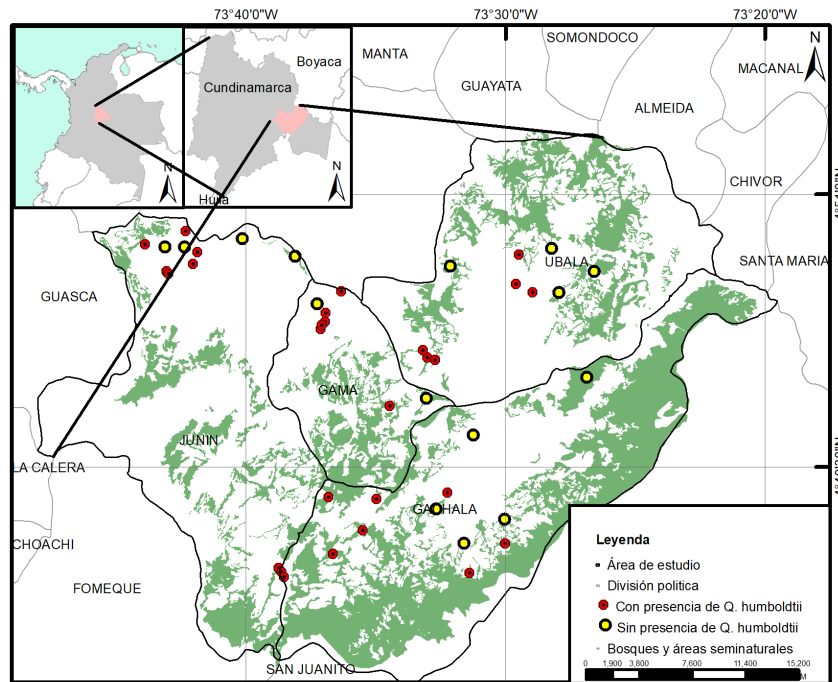 73°40'0"W
73°30'0"W
73°20'0"W
MANTA
SOMONDOCO
N
Boyaca
MACANAL
GUAYATA
Cundinamarca
ALMEIDA
N
N
CHIVOR
Huila
UBALA
SANTA MARIA
GUASCA
GAMA
JUNIN
LA CALERA
GACHALA
CHOACHI
FOMEQUE
SAN JUANITO
Leyenda
Área de estudio
División politica
Con presencia de Q. humboldtii
Sin presencia de Q. humboldtii
Bosques y áreas seminaturales
0 1,900 3,800 7,600 11,400 15,200
M